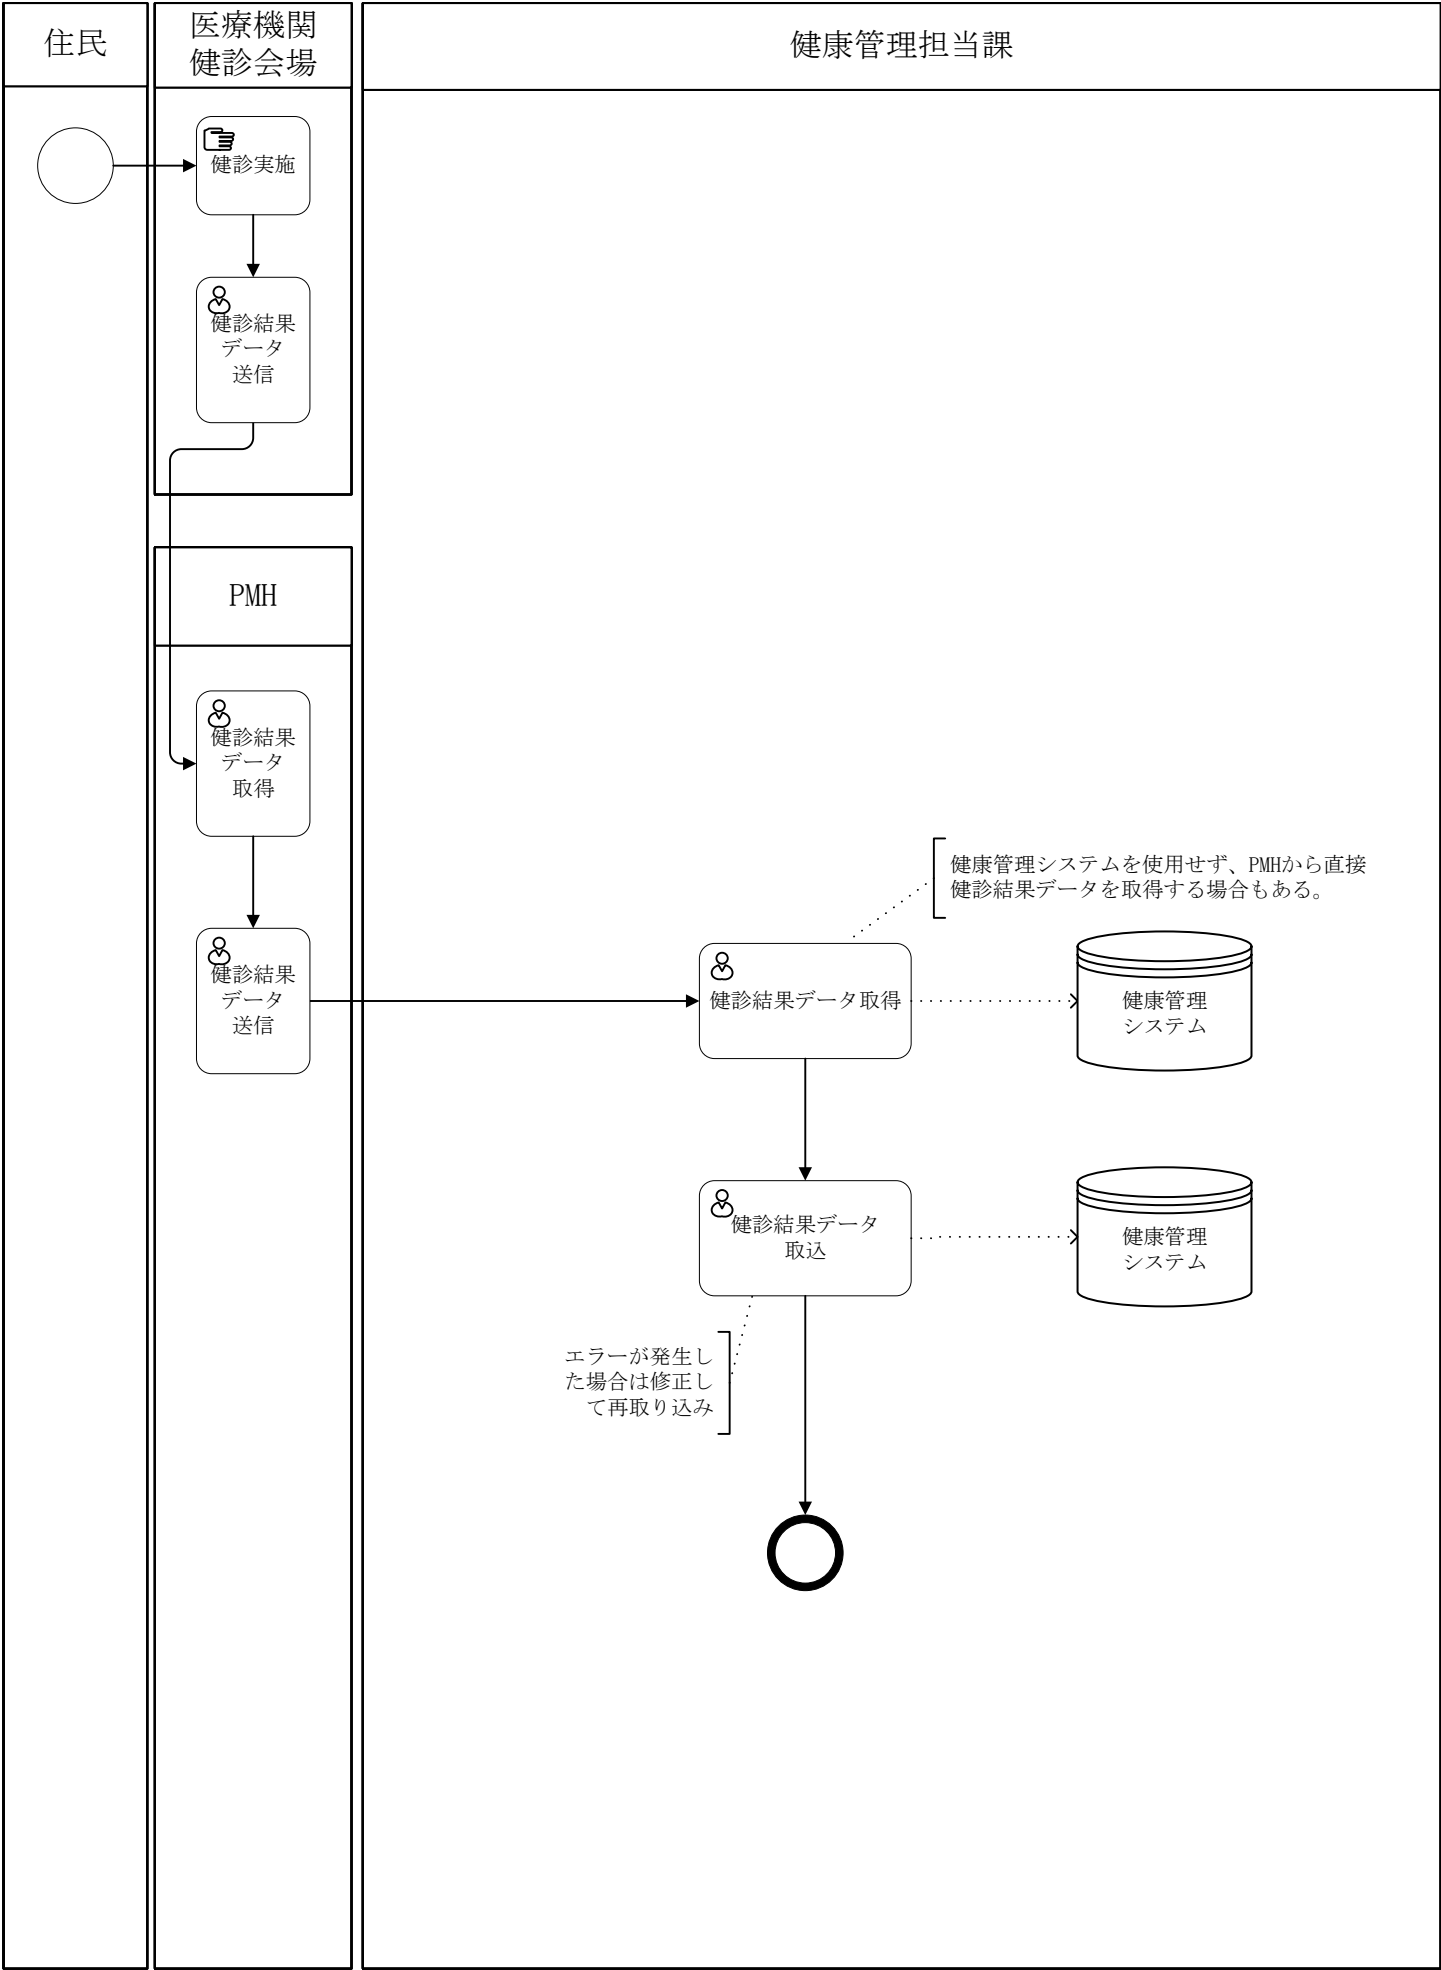 住民
医療機関
健診会場
健康管理担当課
健診実施
健診結果
データ
送信
PMH
健診結果
データ
取得
健診結果
データ
送信
健康管理システムを使用せず、PMHから直接
健診結果データを取得する場合もある。
健診結果データ取得
健康管理
システム
健診結果データ
取込
健康管理
システム
エラーが発生し
た場合は修正し
て再取り込み